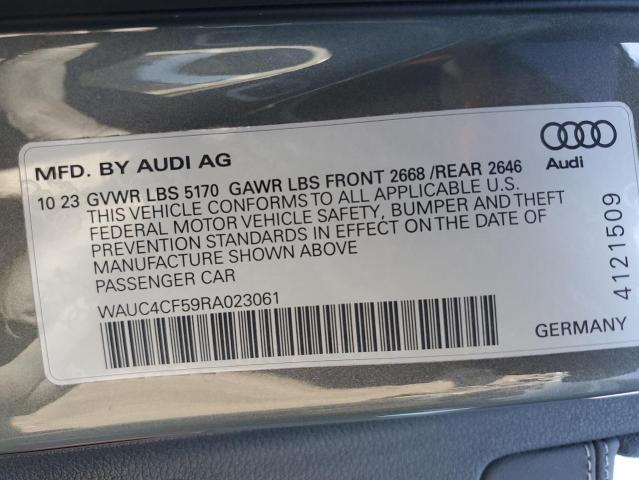 MFD. BY AUDI AG
Audi
10 23 GVWR LBS 5170 GAWR LBS FRONT 2668 /REAR 2646
THIS VEHICLE CONFORMS TO ALL APPLICABLE U.S.
FEDERAL MOTOR VEHICLE SAFETY, BUMPER AND THEFT
PREVENTION STANDARDS IN EFFECT ON THE DATE OF
MANUFACTURE SHOWN ABOVE
PASSENGER CAR
WAUC4CF59RA023061
GERMANY
4121509